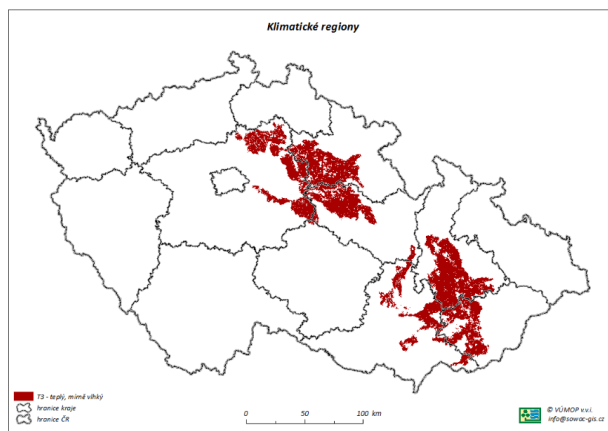 Klimatické regiony
T3 - teplý, mírně vlhký
hranice kraje
hranice ČR
0 50 100 km
© VÚMOP v.v.i.
info@sowac-gis.cz